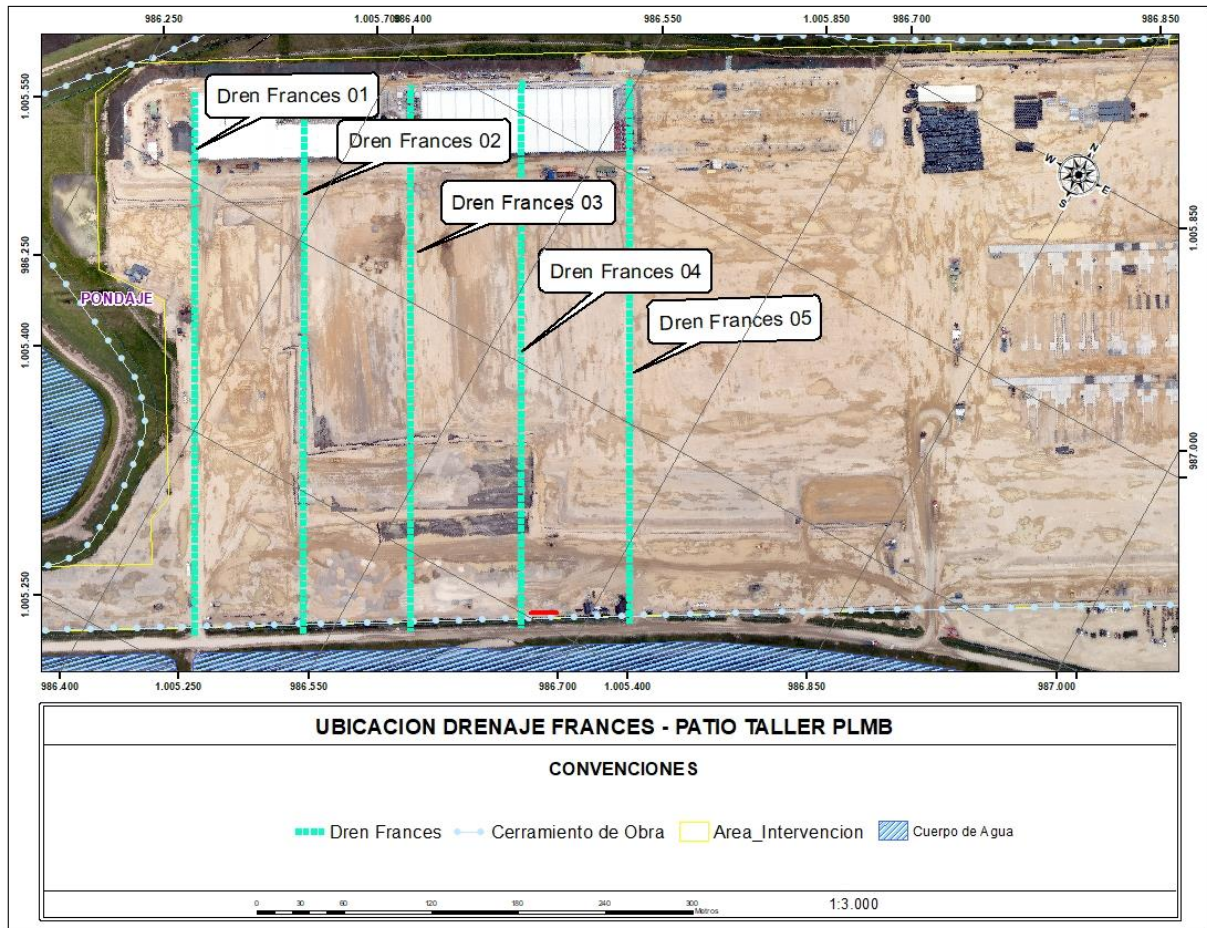 986.250
1.005.700
986.400
986.550
1.005.850
986.700
986.850
1.005.550
986.250
1.005.400
1.005.250
1.005.850
987.000
Dren Frances 01
Dren Frances 02
Dren Frances 03
Dren Frances 04
Dren Frances 05
PONDAJE
N
W
E
S
986.400
1.005.250
986.550
986.700
1.005.400
986.850
987.000
UBICACION DRENAJE FRANCES - PATIO TALLER PLMB
CONVENCIONES
Dren Frances
Cerramiento de Obra
Area_Intervencion
Cuerpo de Agua
0 30 60 120 180 240 300
Metros
1:3.000